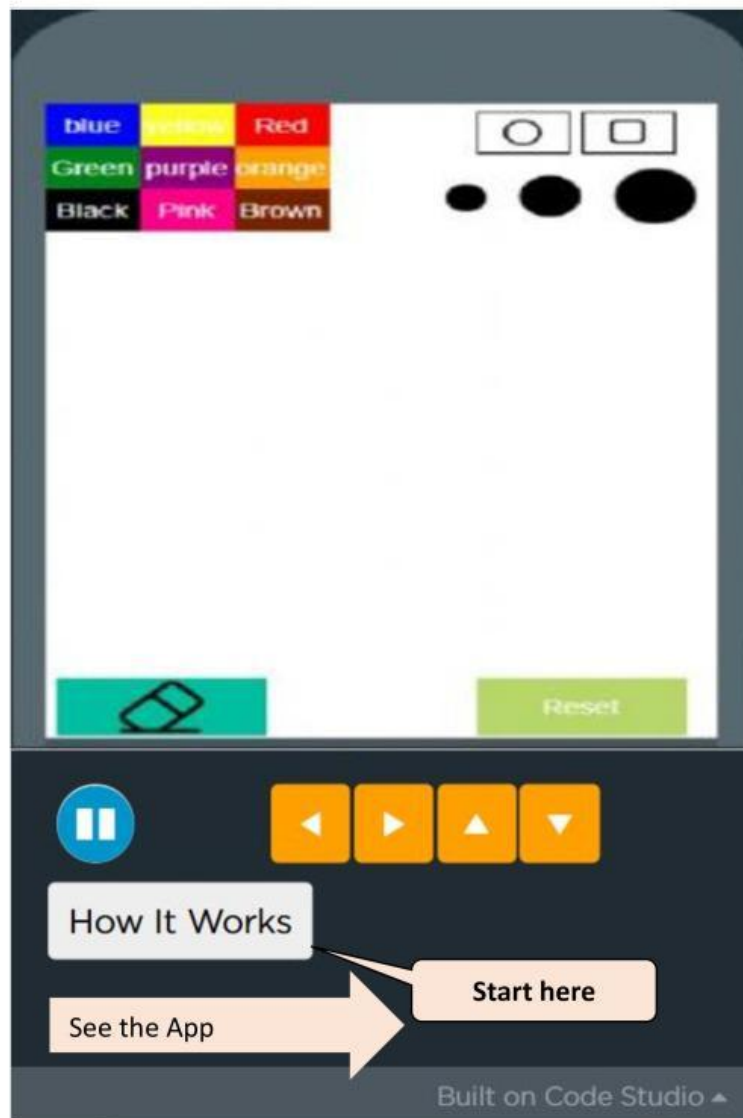 blue yellow Red
Green purple orange
Black Pink Brown
Reset
How It Works
Start here
See the App
Built on Code Studio